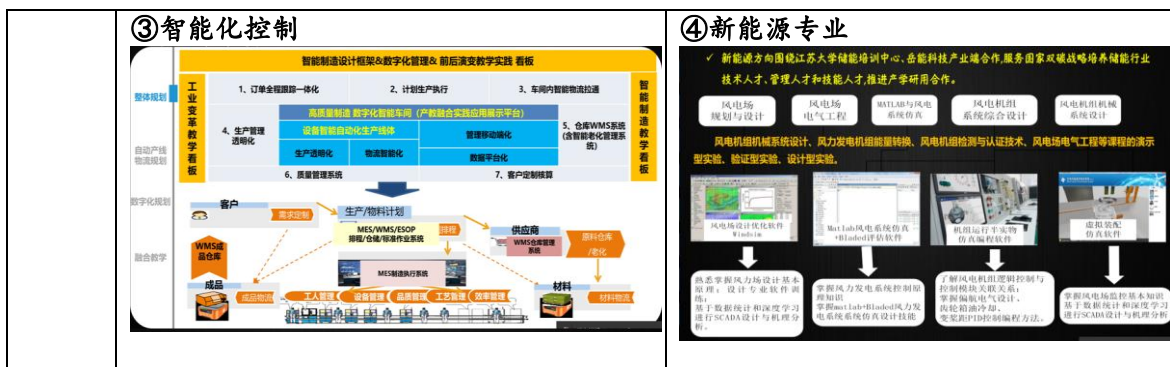 ③智能化控制
智能制造设计框架&数字化管理& 前后演变教学实践 看板
整体规划
自动产线
物流规划
数字化规划
融合教学
工业变革教学看板
1、订单全程跟踪一体化
2、计划生产执行
3、车间内智能物流拉通
高质量制造 数字化智能车间（产教融合实践应用展示平台）
4、生产管理
透明化
设备智能自动化生产线体
管理移动端化
生产透明化
物流智能化
数据平台化
5、仓库WMS系统
(含智能老化管理系
统)
6、质量管理系统
7、客户定制核算
智能制造教学看板
客户
需求定制
生产/物料计划
MES/WMS/ESOP
排程/仓储/标准作业系统
排程
供应商
WMS仓库管理
系统
原料仓库
/老化
WMS成
品仓库
MES制造执行系统
成品
成品物流
工人管理
设备管理
品质管理
工艺管理
效率管理
材料
材料物流
④新能源专业
✓ 新能源方向围绕江苏大学储能培训中心、岳能科技产业端合作,服务国家双碳战略培养储能行业
技术人才、管理人才和技能人才,推进产学研用合作。
风电场
规划与设计
风电场
电气工程
MATLAB与风电
系统仿真
风电机组
系统综合设计
风电机组机械
系统设计
风电机组机械系统设计、风力发电机组能量转换、风电机组检测与认证技术、风电场电气工程等课程的演示
型实验、验证型实验、设计型实验。
风电场设计优化软件
Windsim
MatLab风电系统仿真
+Bladed评估软件
机组运行半实物
仿真编程软件
虚拟装配
仿真软件
熟悉掌握风力场设计基本
原理；设计专业软件训
练；
基于数据统计和深度学习
进行SCADA设计与机理分
析。
掌握风力发电系统控制原
理知识
掌握matlab+Bladed风力发
电系统系统仿真设计技能
了解风电机组逻辑控制与
控制模块关联关系；
掌握偏航电气设计、
齿轮箱油冷却、
变桨距PID控制编程方法。
掌握风电场监控基本知识
基于数据统计和深度学习
进行SCADA设计与机理分析